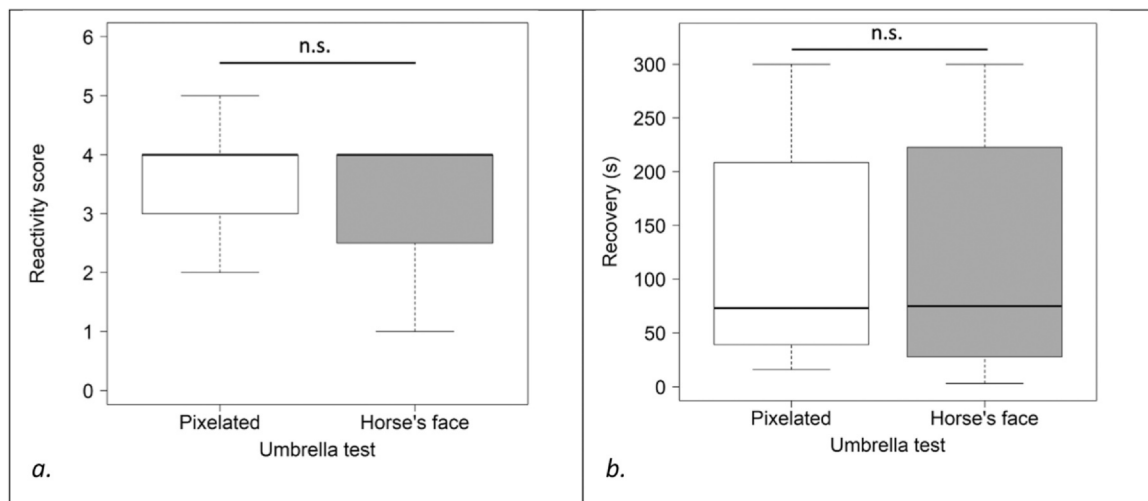 n.s.
6
5
4
3
2
1
0
Reactivity score
Pixelated Horse's face
Umbrella test
a.
n.s.
300
250
200
150
100
50
0
Recovery (s)
Pixelated Horse's face
Umbrella test
b.